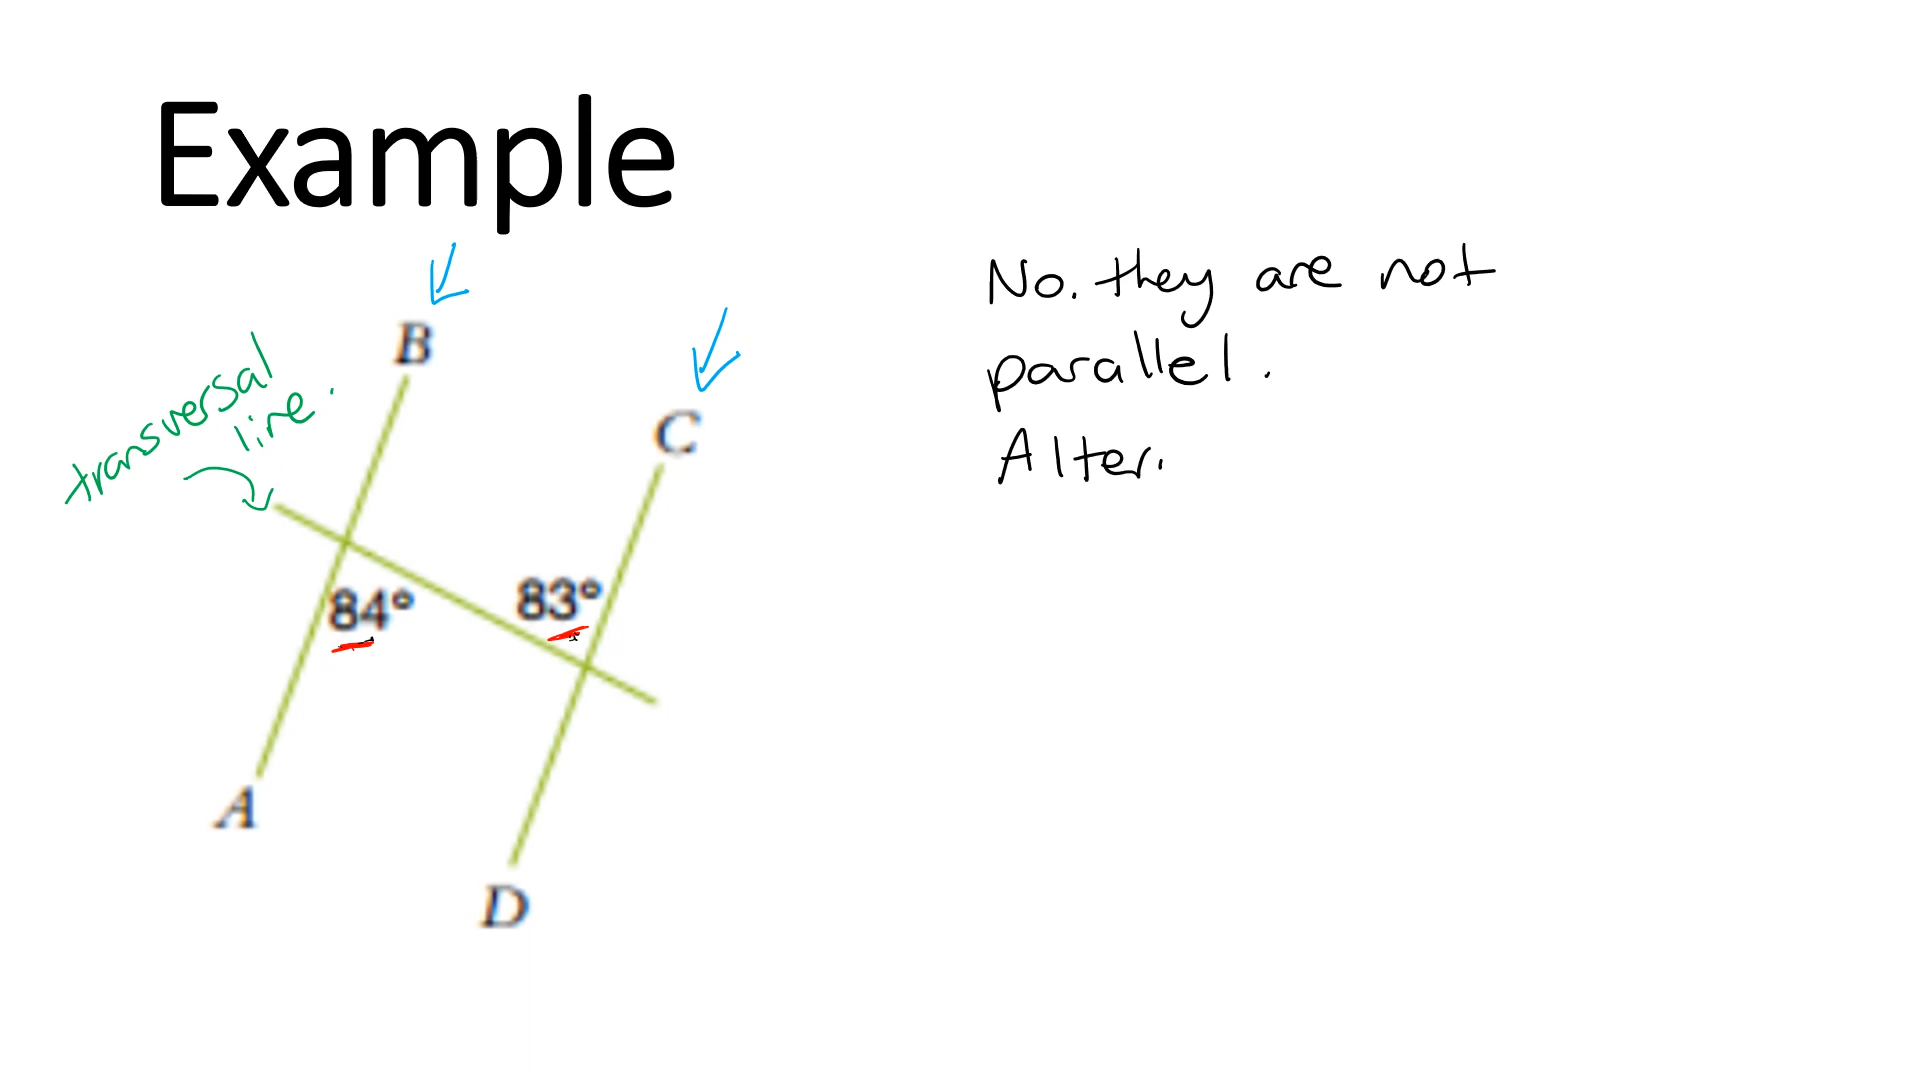 Example
B
C
transversal
line.
84°
83°
A
D
No. they are not
parallel.
Alter.